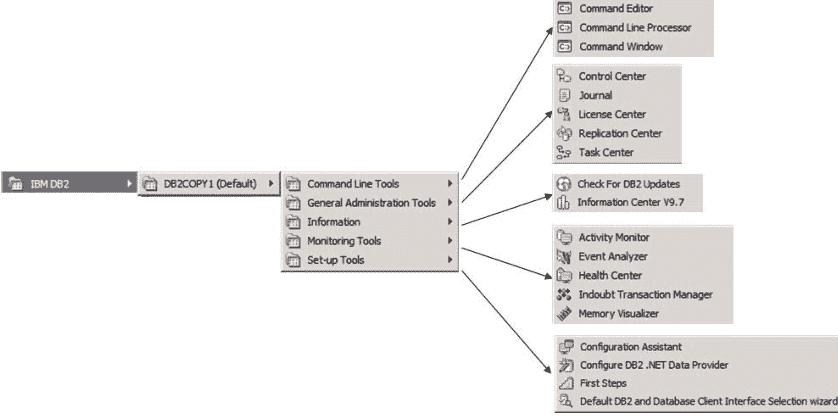 IBM DB2
DB2COPY1 (Default)
Command Line Tools
General Administration Tools
Information
Monitoring Tools
Set-up Tools
Command Editor
Command Line Processor
Command Window
Control Center
Journal
License Center
Replication Center
Task Center
Check For DB2 Updates
Information Center V9.7
Activity Monitor
Event Analyzer
Health Center
Indoubt Transaction Manager
Memory Visualizer
Configuration Assistant
Configure DB2 .NET Data Provider
First Steps
Default DB2 and Database Client Interface Selection wizard